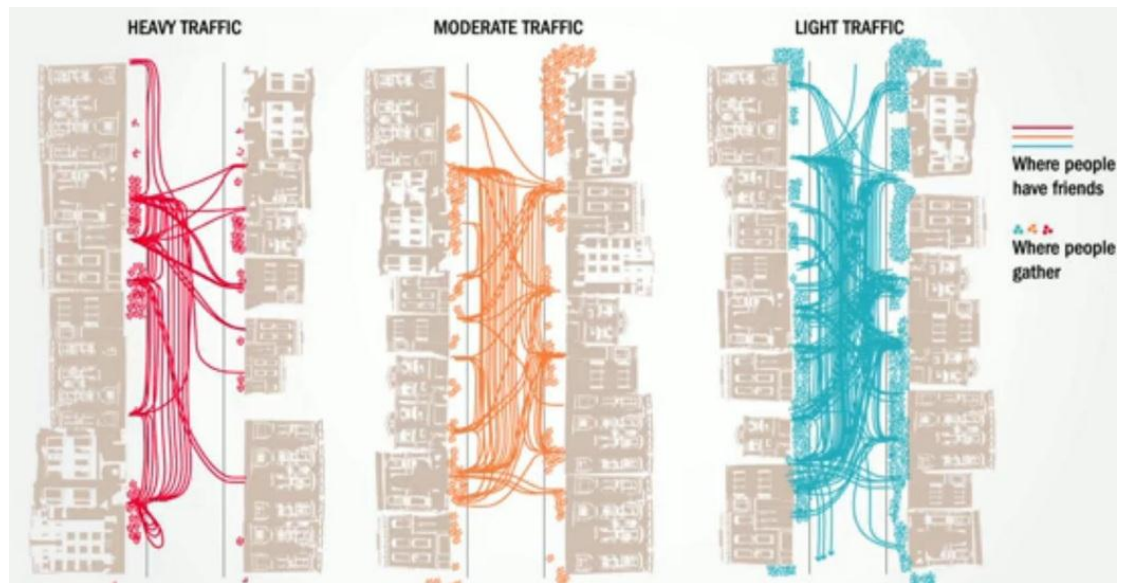 HEAVY TRAFFIC
MODERATE TRAFFIC
LIGHT TRAFFIC
Where people
have friends
Where people
gather